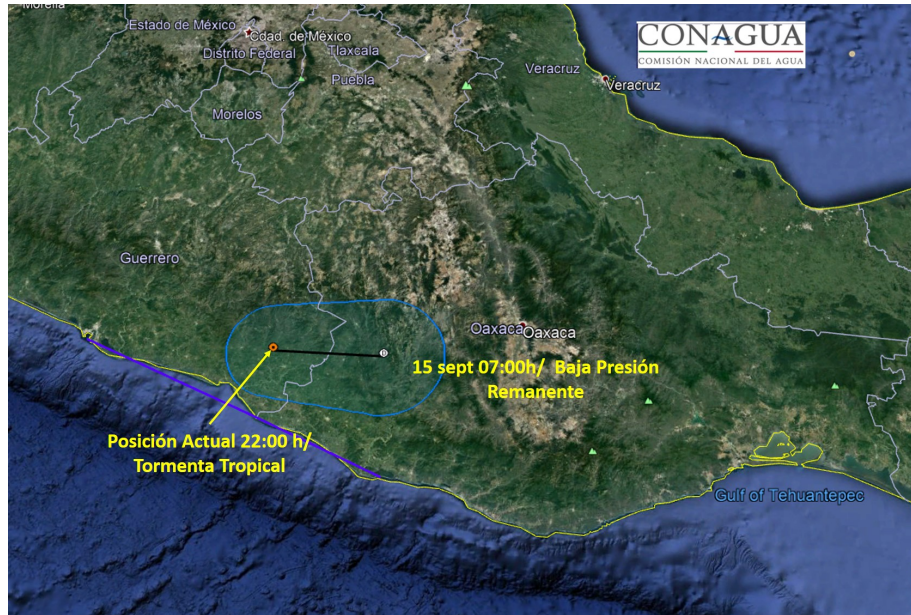 Morelia
Estado de México
Cdad. de México
Distrito Federal
Tlaxcala
Puebla
Morelos
Veracruz
Veracruz
CONAGUA
COMISIÓN NACIONAL DEL AGUA
Guerrero
Oaxaca
Oaxaca
15 sept 07:00h/ Baja Presión
Remanente
Posición Actual 22:00 h/
Tormenta Tropical
Gulf of Tehuantepec